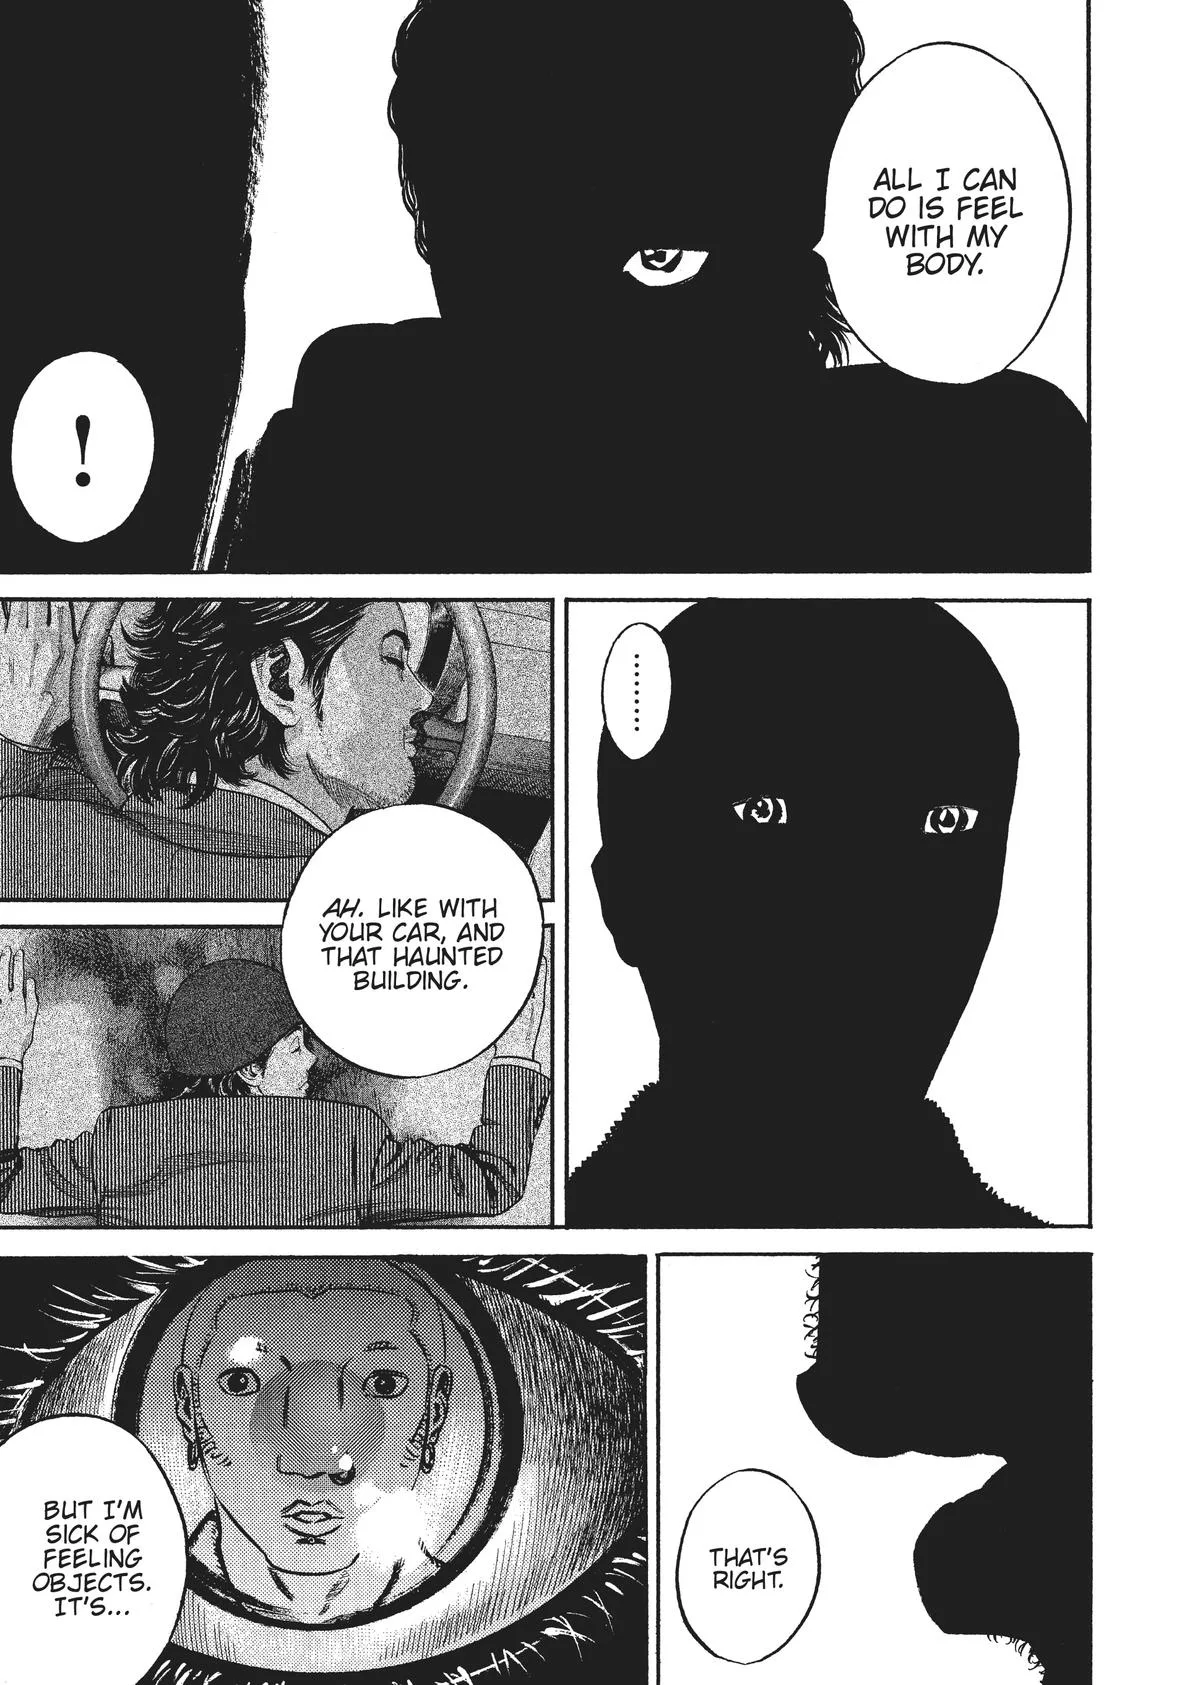 ALL I CAN
DO IS FEEL
WITH MY
BODY.
!
.........
AH. LIKE WITH
YOUR CAR, AND
THAT HAUNTED
BUILDING.
THAT'S
RIGHT.
BUT I'M
SICK OF
FEELING
OBJECTS.
IT'S...